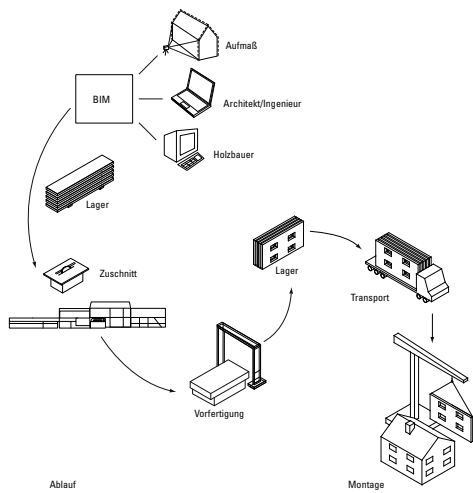 Aufmaß
BIM
Architekt/Ingenieur
Holzbauer
Lager
Zuschnitt
Lager
Transport
Vorfertigung
Ablauf
Montage